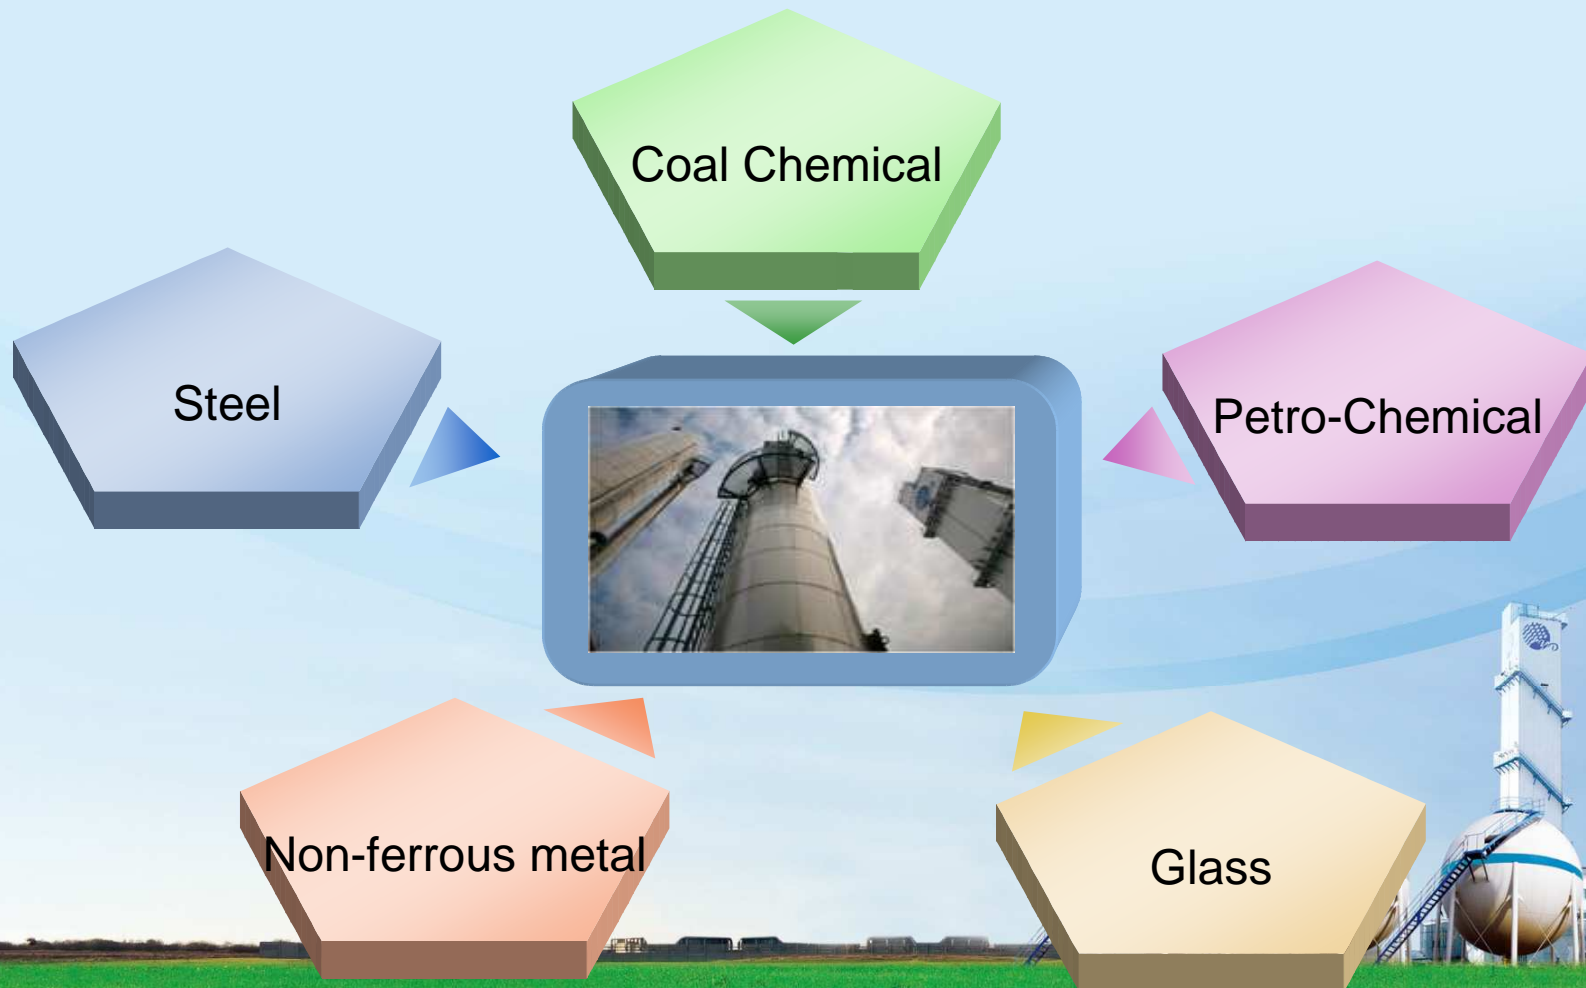 Coal Chemical
Steel
Petro-Chemical
Non-ferrous metal
Glass